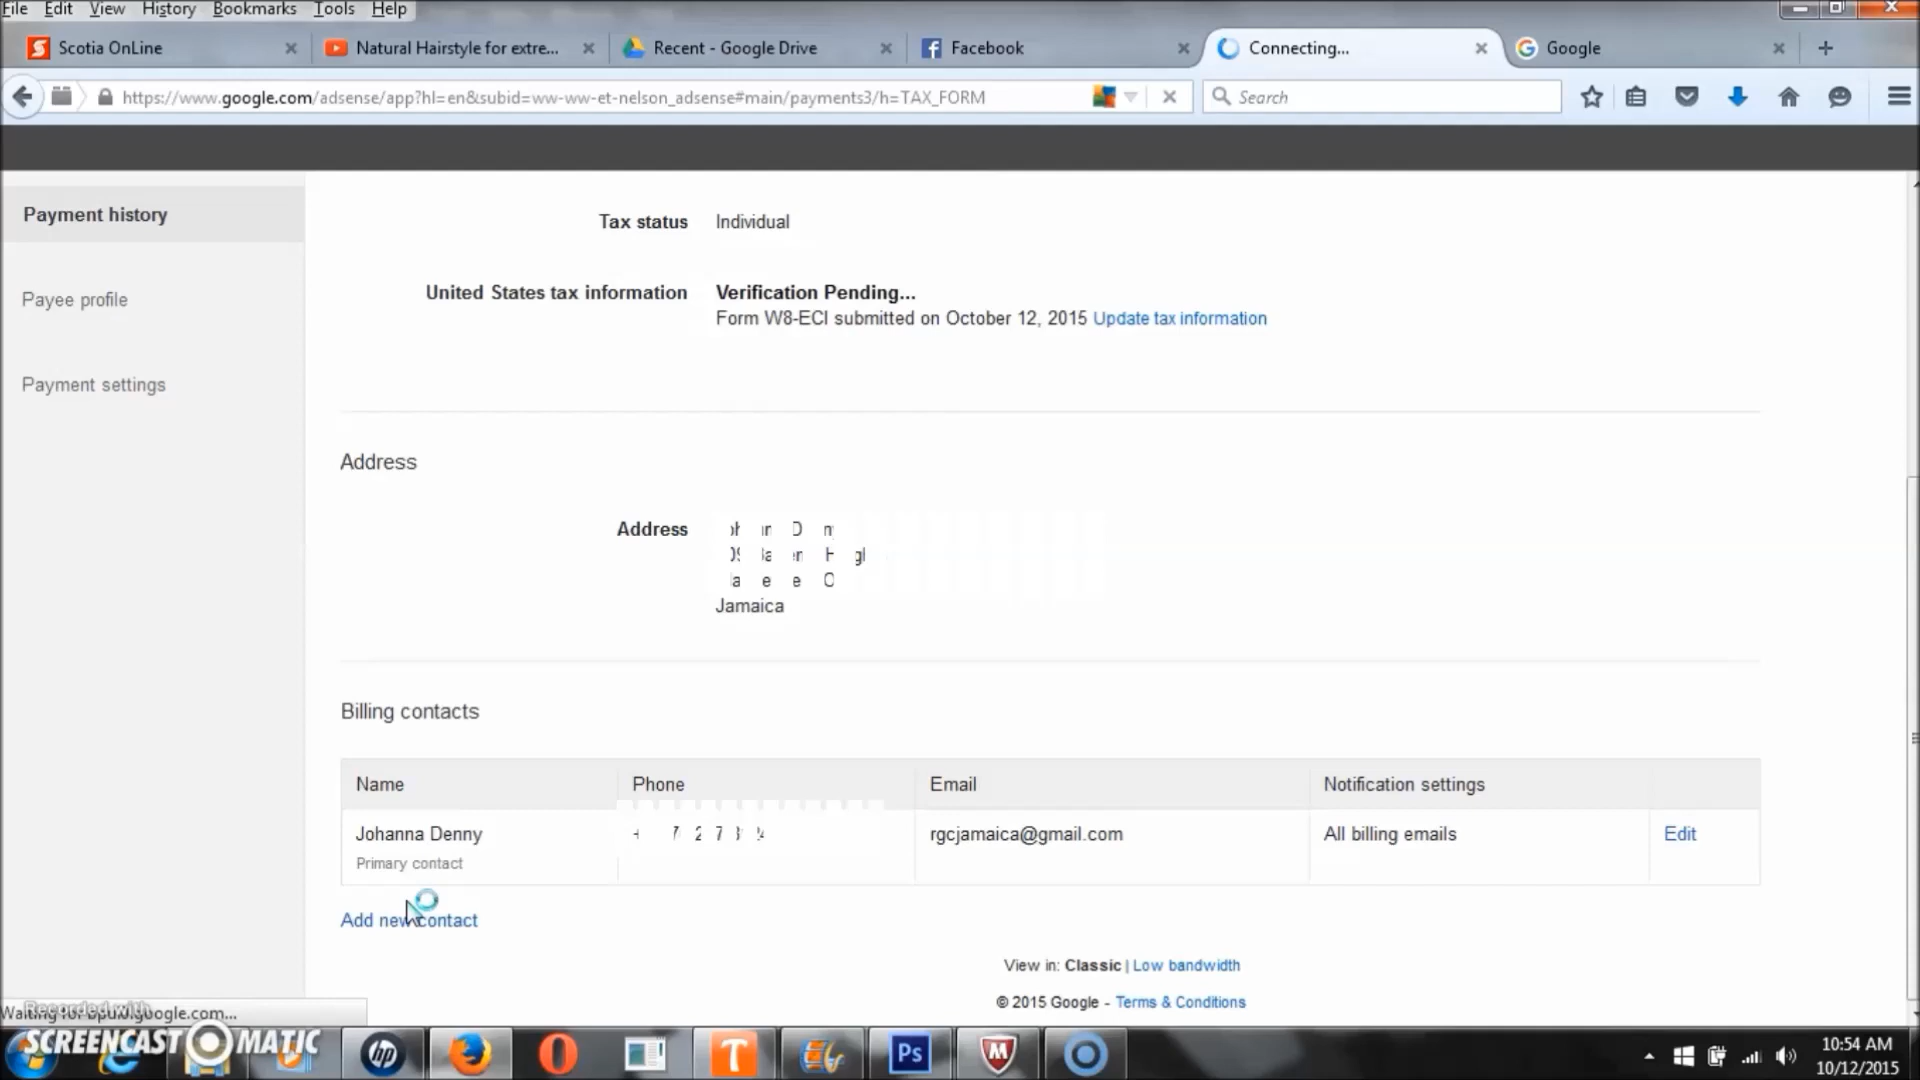 File Edit View History Bookmarks Tools Help
Scotia OnLine
Natural Hairstyle for extre...
Recent - Google Drive
Facebook
Connecting...
Google
https://www.google.com/adsense/app?hl=en&subid=ww-ww-et-nelson_adsense#main/payments3/h=TAX_FORM
Search
Payment history
Payee profile
Payment settings
Tax status Individual
United States tax information Verification Pending...
Form W8-ECI submitted on October 12, 2015 Update tax information
Address
Address
Jamaica
Billing contacts
Name Phone Email Notification settings
Johanna Denny rgcjamaica@gmail.com All billing emails Edit
Primary contact
Add new contact
View in: Classic | Low bandwidth
© 2015 Google - Terms & Conditions
Recorded with
SCREENCAST MATIC
hp
T
Ps
10:54 AM
10/12/2015